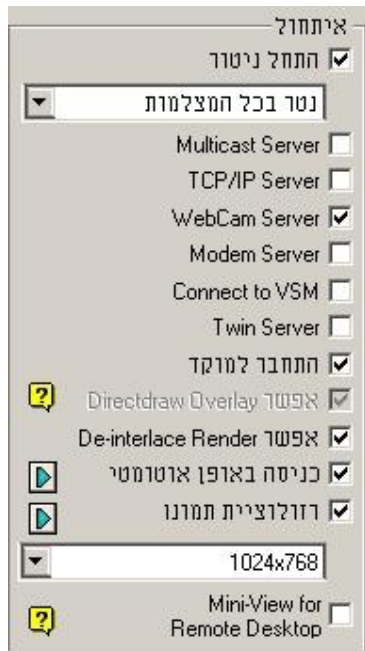 איתחול
התחל ניטור
נטר בכל המצלמות
Multicast Server
TCP/IP Server
WebCam Server
Modem Server
Connect to VSM
Twin Server
התחבר למוקד
אפשר Directdraw Overlay
אפשר De-interlace Render
כניסה באופן אוטומטי
רזולוציית תמונו
1024x768
Mini-View for
Remote Desktop